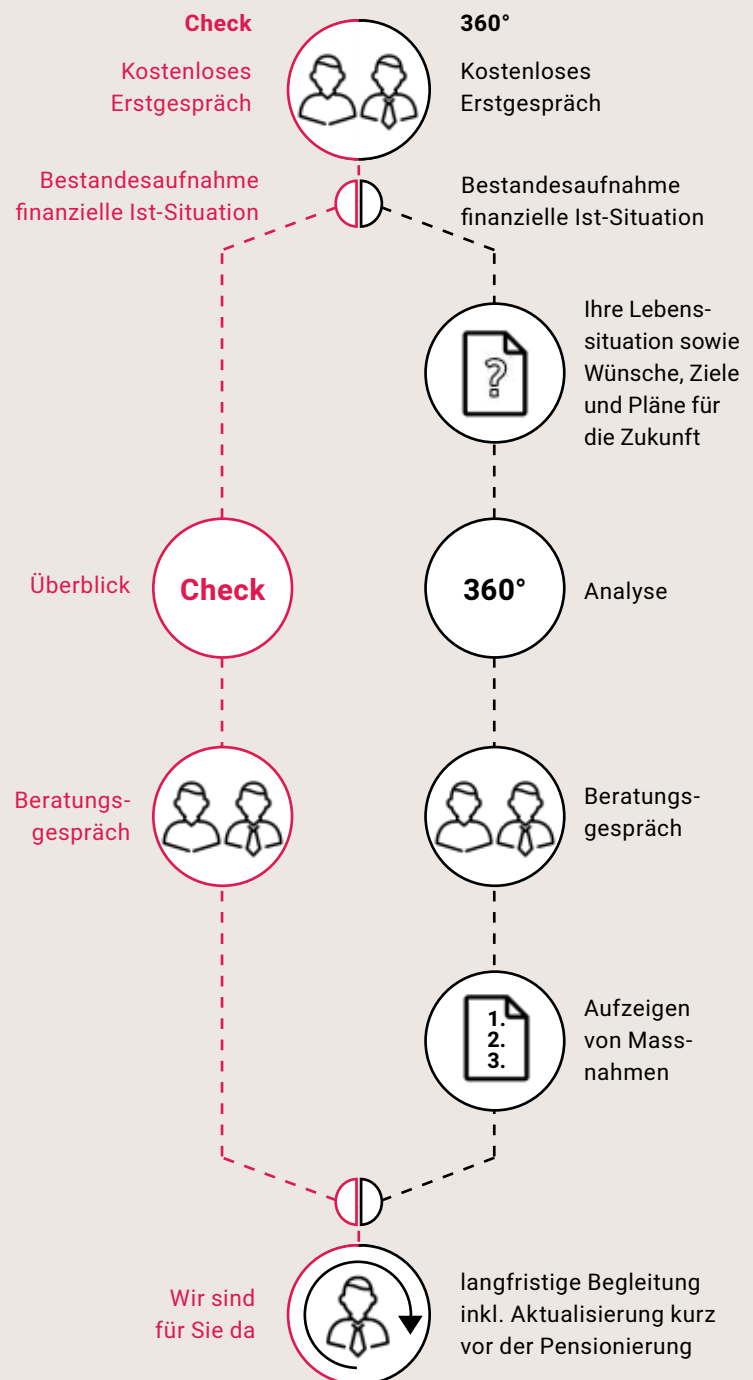 Check
360°
Kostenloses
Erstgespräch
Kostenloses
Erstgespräch
Bestandesaufnahme
finanzielle Ist-Situation
Bestandesaufnahme
finanzielle Ist-Situation
Ihre Lebens-
situation sowie
Wünsche, Ziele
und Pläne für
die Zukunft
?
Überblick
Check
360°
Analyse
Beratungs-
gespräch
Beratungs-
gespräch
1.
2.
3.
Aufzeigen
von Mass-
nahmen
Wir sind
für Sie da
langfristige Begleitung
inkl. Aktualisierung kurz
vor der Pensionierung